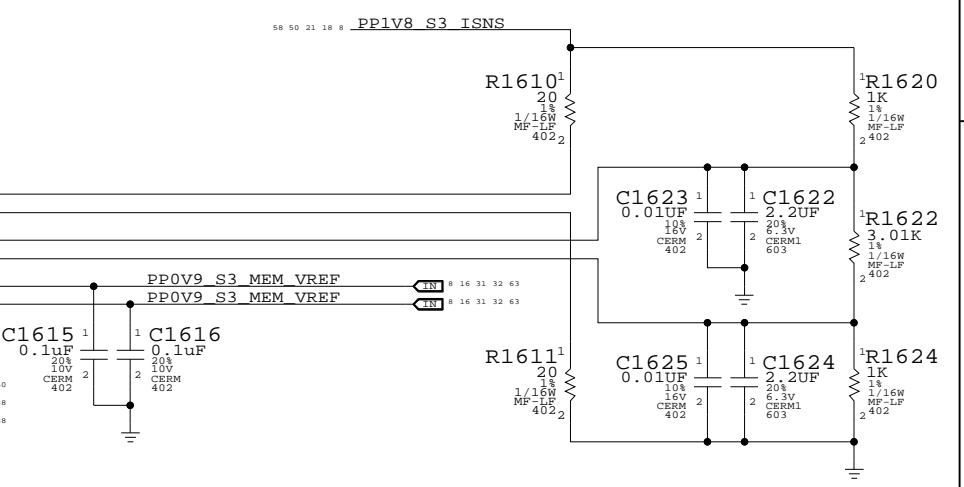 58 50 21 18 8 PP1V8_S3_ISNS
R1610 1
20
1%
1/16W
MF-LF
402 2
1 R1620
1K
1%
1/16W
MF-LF
2 402
C1623 1
0.01UF
10%
16V
CERM 2
402
1 C1622
2.2UF
20%
6.3V
2 CERM1
603
1 R1622
3.01K
1%
1/16W
MF-LF
2 402
PP0V9_S3_MEM_VREF IN 8 16 31 32 63
PP0V9_S3_MEM_VREF IN 8 16 31 32 63
C1615 1
0.1uF
20%
10V
CERM 2
402
1 C1616
0.1uF
20%
10V
2 CERM
402
R1611 1
20
1%
1/16W
MF-LF
402 2
C1625 1
0.01UF
10%
16V
CERM 2
402
1 C1624
2.2UF
20%
6.3V
2 CERM1
603
1 R1624
1K
1%
1/16W
MF-LF
2 402